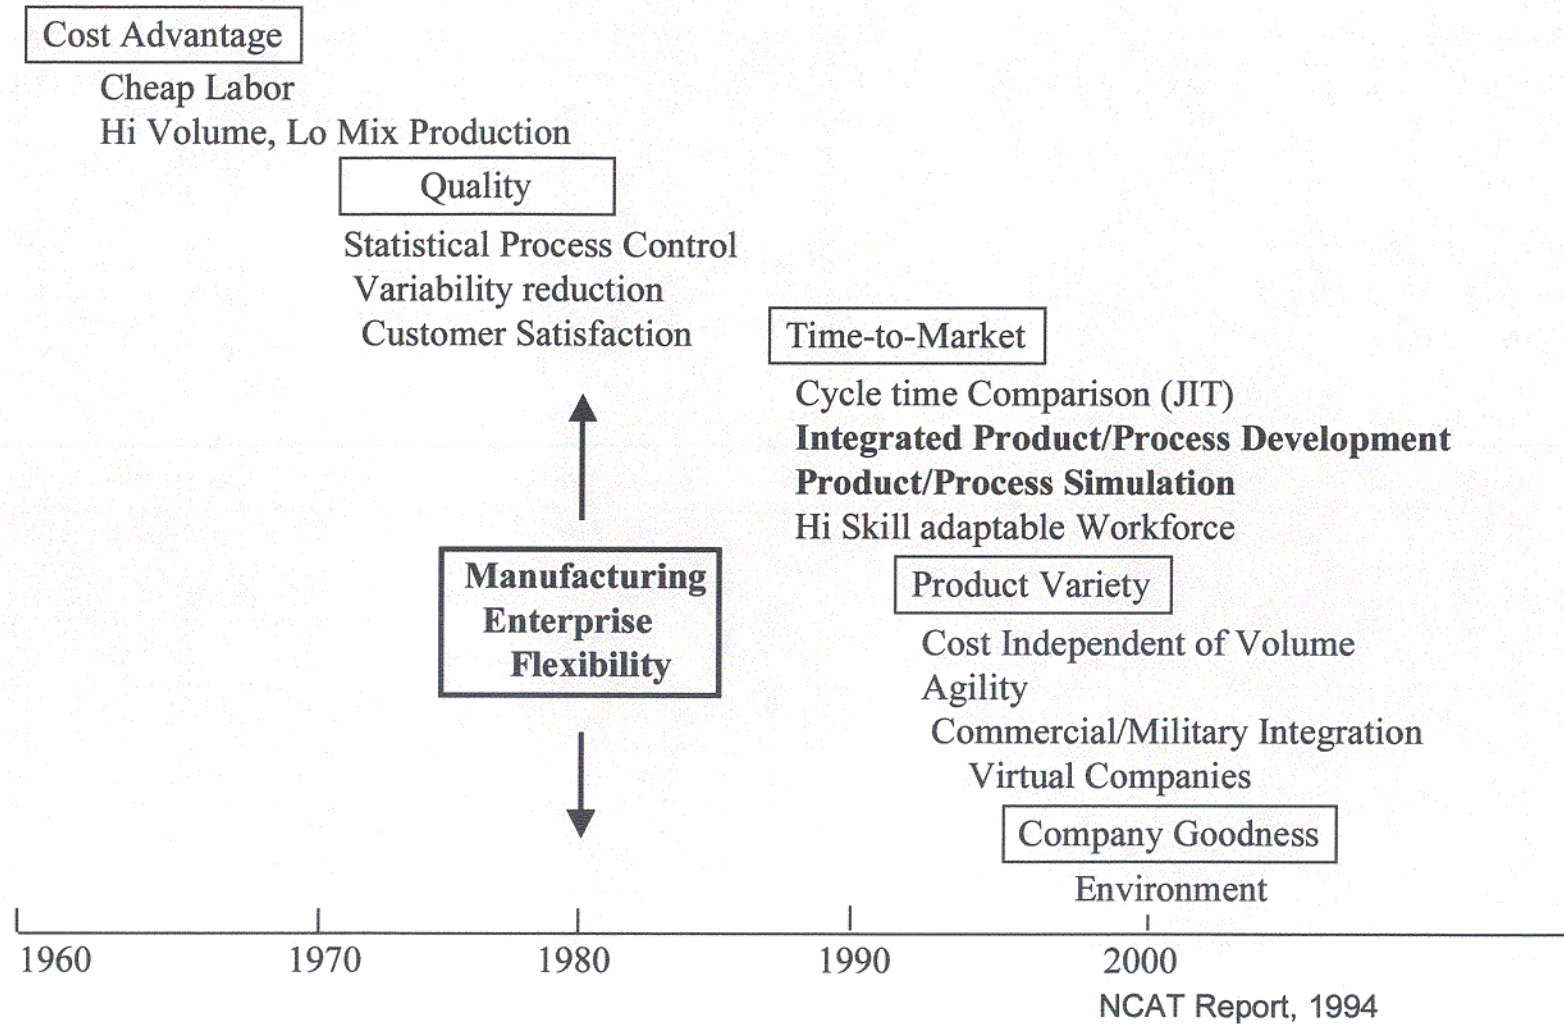 Cost Advantage
Cheap Labor
Hi Volume, Lo Mix Production
Quality
Statistical Process Control
Variability reduction
Customer Satisfaction
Time-to-Market
Cycle time Comparison (JIT)
Integrated Product/Process Development
Product/Process Simulation
Hi Skill adaptable Workforce
Manufacturing
Enterprise
Flexibility
Product Variety
Cost Independent of Volume
Agility
Commercial/Military Integration
Virtual Companies
Company Goodness
Environment
1960 1970 1980 1990 2000
NCAT Report, 1994